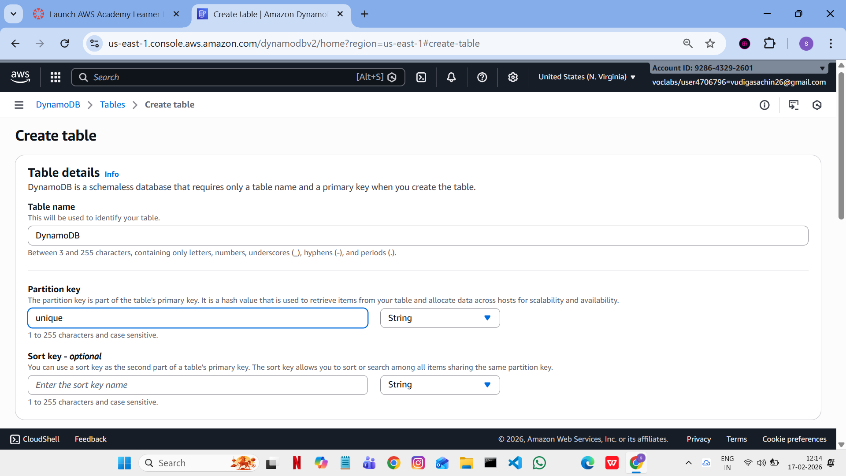 Launch AWS Academy Learner L
Create table | Amazon Dynamo
us-east-1.console.aws.amazon.com/dynamodbv2/home?region=us-east-1#create-table
S
aws
Search
[Alt+S]
United States (N. Virginia)
Account ID: 9286-4329-2601
voclabs/user4706796=vudigasachin26@gmail.com
DynamoDB
Tables
Create table
Create table
Table details Info
DynamoDB is a schemaless database that requires only a table name and a primary key when you create the table.
Table name
This will be used to identify your table.
DynamoDB
Between 3 and 255 characters, containing only letters, numbers, underscores (_), hyphens (-), and periods (.).
Partition key
The partition key is part of the table's primary key. It is a hash value that is used to retrieve items from your table and allocate data across hosts for scalability and availability.
unique String
1 to 255 characters and case sensitive.
Sort key - optional
You can use a sort key as the second part of a table's primary key. The sort key allows you to sort or search among all items sharing the same partition key.
Enter the sort key name String
1 to 255 characters and case sensitive.
CloudShell Feedback © 2026, Amazon Web Services, Inc. or its affiliates. Privacy Terms Cookie preferences
Search
ENG
IN
12:14
17-02-2026